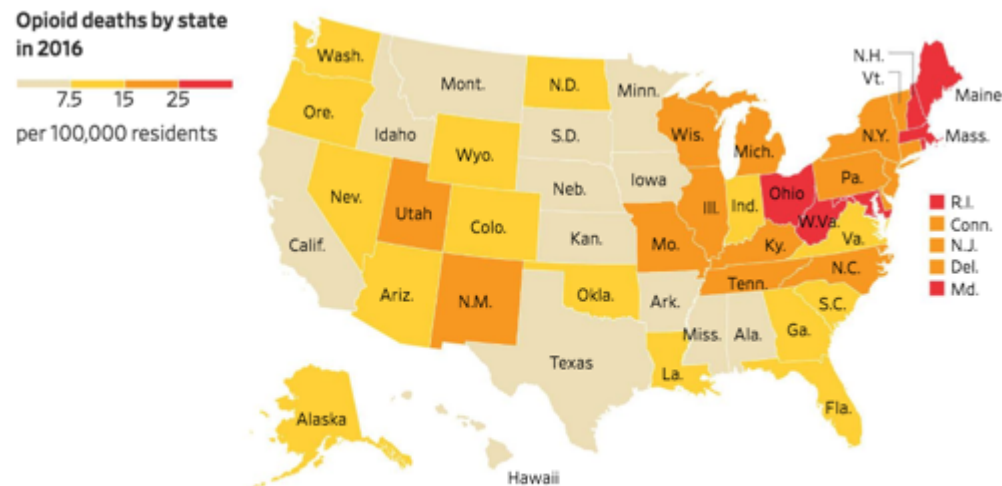 Opioid deaths by state
in 2016
7.5 15 25
per 100,000 residents
Wash.
Ore.
Idaho
Mont.
N.D.
Minn.
S.D.
Wyo.
Neb.
Iowa
Nev.
Utah
Colo.
Kan.
Calif.
Ariz.
N.M.
Okla.
Texas
Ark.
La.
Miss.
Ala.
Ga.
Fla.
S.C.
N.C.
Tenn.
Ky.
Va.
W.Va.
Ohio
Ind.
Ill.
Mo.
Wis.
Mich.
Pa.
N.Y.
Vt.
N.H.
Maine
Mass.
R.I.
Conn.
N.J.
Del.
Md.
Alaska
Hawaii